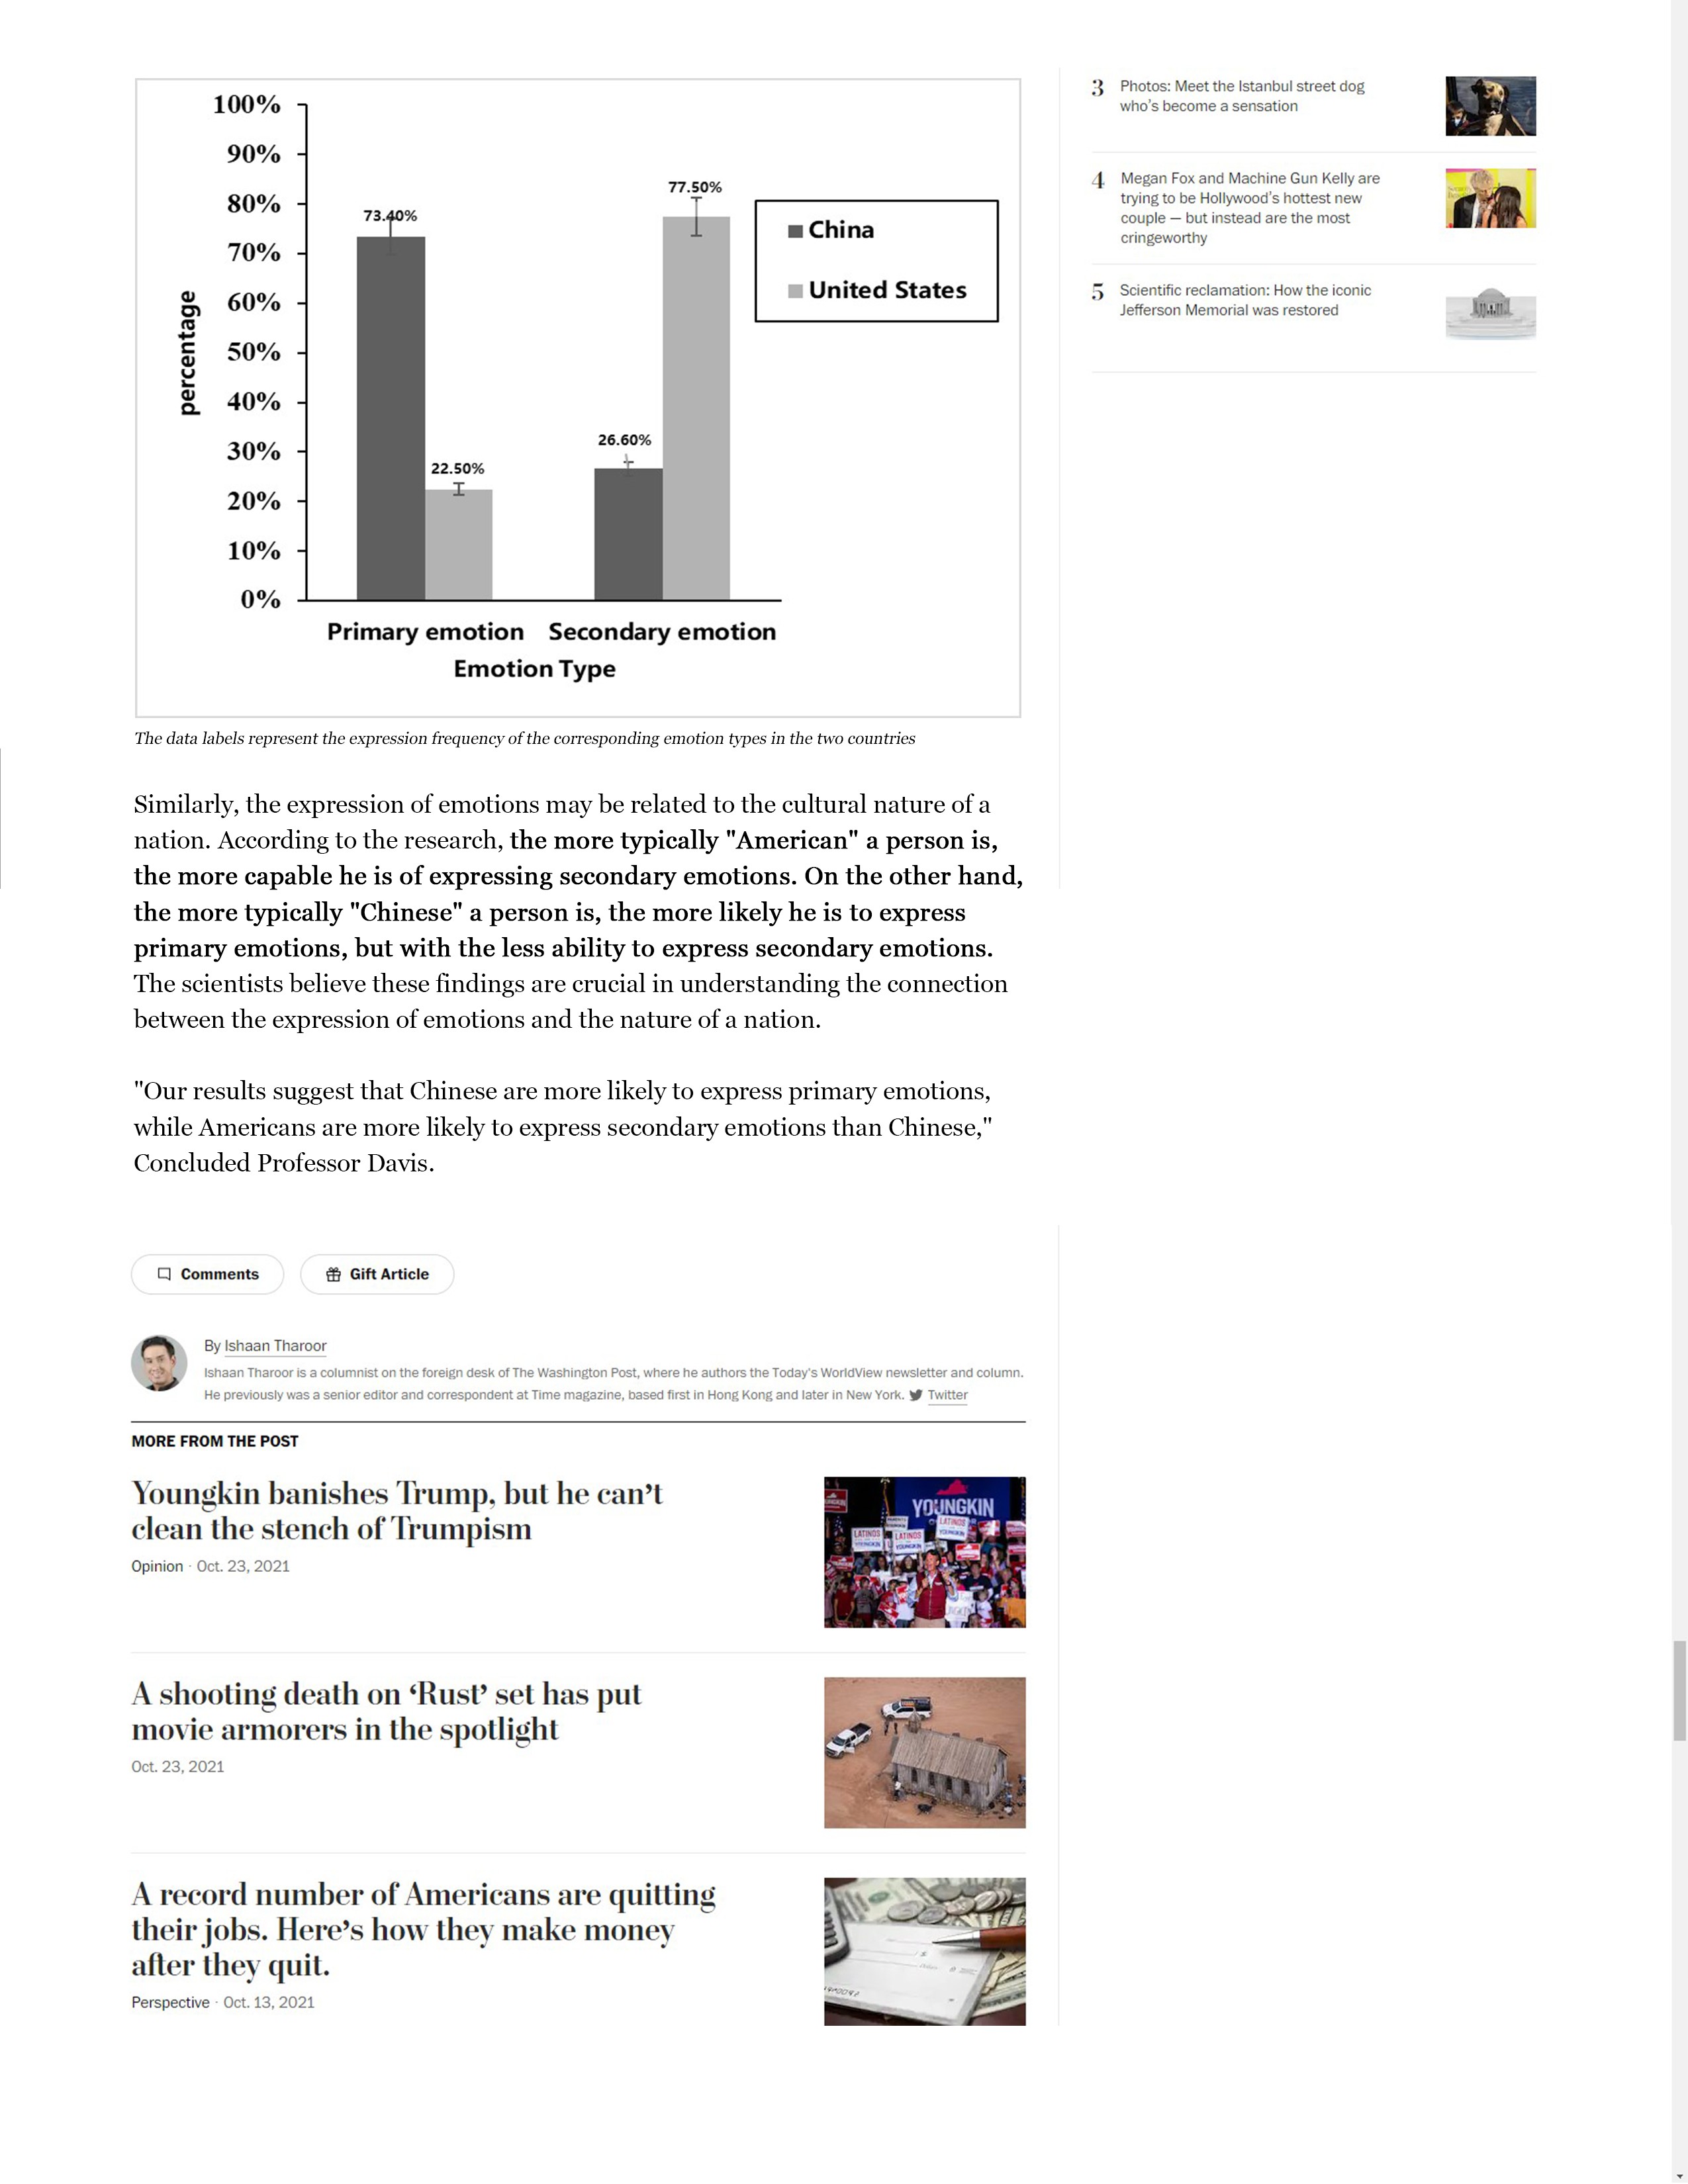 100%
90%
80%
70%
60%
50%
40%
30%
20%
10%
0%
percentage
73.40%
22.50%
26.60%
77.50%
China
United States
Primary emotion Secondary emotion
Emotion Type
The data labels represent the expression frequency of the corresponding emotion types in the two countries
Similarly, the expression of emotions may be related to the cultural nature of a
nation. According to the research, the more typically "American" a person is,
the more capable he is of expressing secondary emotions. On the other hand,
the more typically "Chinese" a person is, the more likely he is to express
primary emotions, but with the less ability to express secondary emotions.
The scientists believe these findings are crucial in understanding the connection
between the expression of emotions and the nature of a nation.
"Our results suggest that Chinese are more likely to express primary emotions,
while Americans are more likely to express secondary emotions than Chinese,"
Concluded Professor Davis.
Comments
Gift Article
By Ishaan Tharoor
Ishaan Tharoor is a columnist on the foreign desk of The Washington Post, where he authors the Today's WorldView newsletter and column.
He previously was a senior editor and correspondent at Time magazine, based first in Hong Kong and later in New York. Twitter
MORE FROM THE POST
Youngkin banishes Trump, but he can't
clean the stench of Trumpism
Opinion · Oct. 23, 2021
YOUNGKIN
LATINOS
LATINOS
LATINOS
YOUNGKIN
A shooting death on ‘Rust’ set has put
movie armorers in the spotlight
Oct. 23, 2021
A record number of Americans are quitting
their jobs. Here’s how they make money
after they quit.
Perspective · Oct. 13, 2021
3 Photos: Meet the Istanbul street dog
who's become a sensation
4 Megan Fox and Machine Gun Kelly are
trying to be Hollywood's hottest new
couple — but instead are the most
cringeworthy
5 Scientific reclamation: How the iconic
Jefferson Memorial was restored